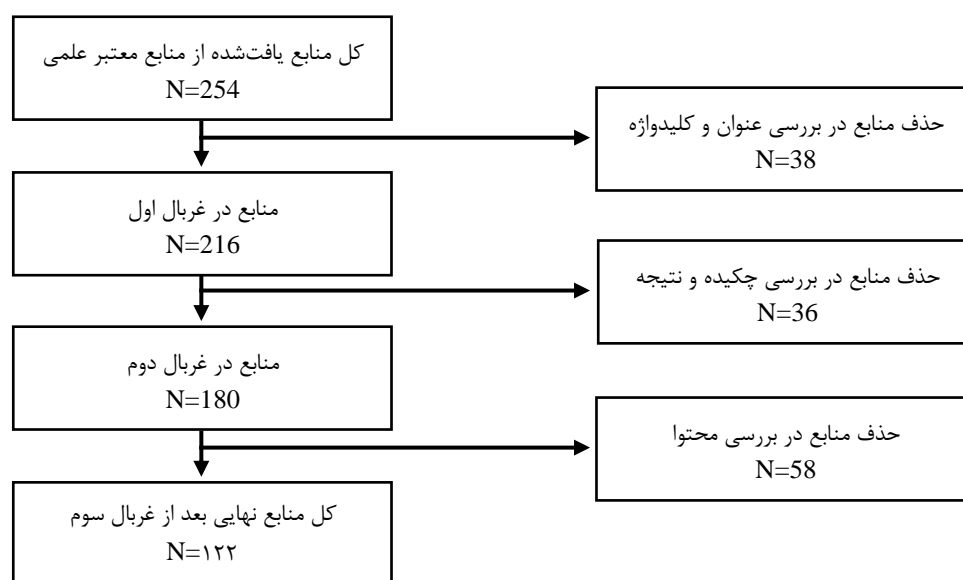 کل منابع یافت‌شده از منابع معتبر علمی
N=254
حذف منابع در بررسی عنوان و کلیدواژه
N=38
منابع در غربال اول
N=216
حذف منابع در بررسی چکیده و نتیجه
N=36
منابع در غربال دوم
N=180
حذف منابع در بررسی محتوا
N=58
کل منابع نهایی بعد از غربال سوم
N=۱۲۲